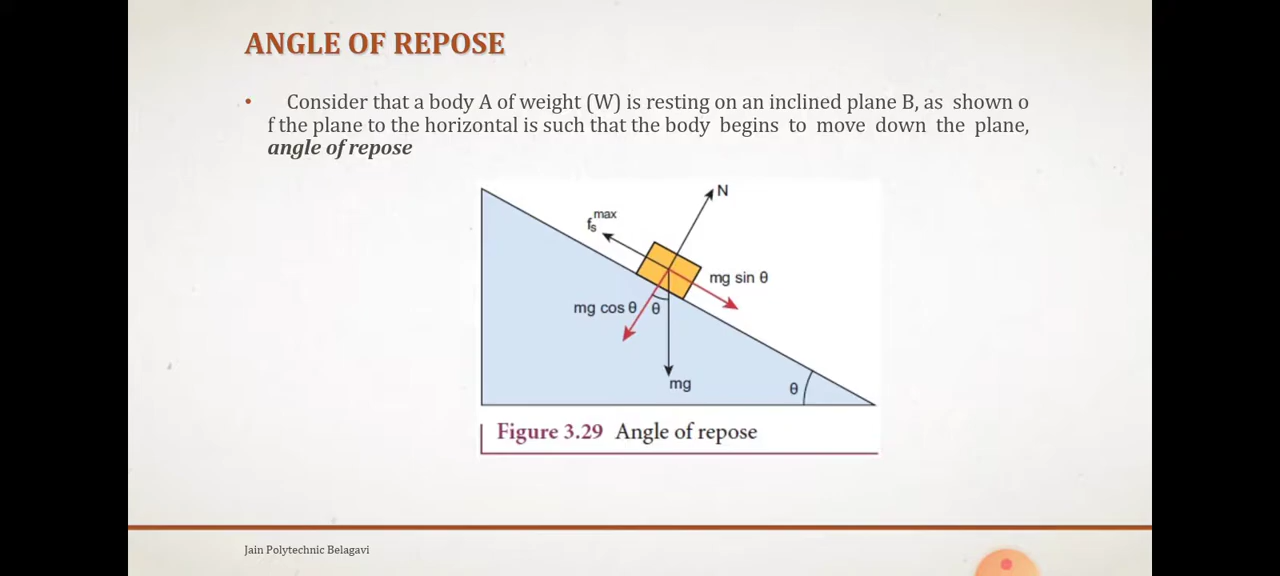 ANGLE OF REPOSE
• Consider that a body A of weight (W) is resting on an inclined plane B, as shown o
f the plane to the horizontal is such that the body begins to move down the plane,
angle of repose
N
fₛᵐᵃˣ
mg sin θ
mg cos θ
θ
mg
θ
Figure 3.29 Angle of repose
Jain Polytechnic Belagavi